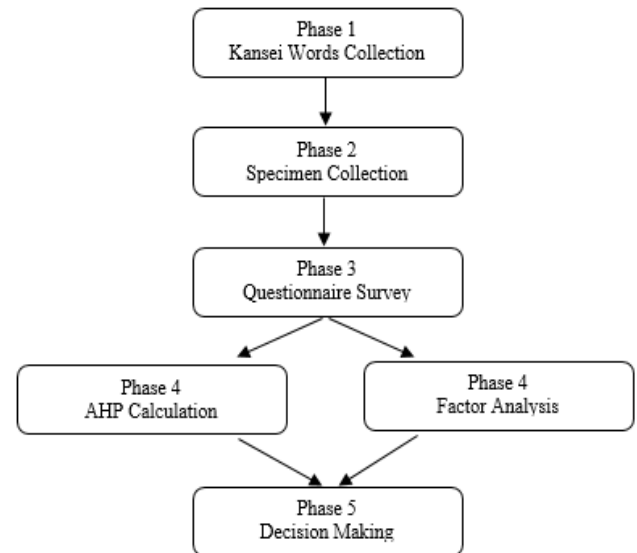 Phase 1
Kansei Words Collection
Phase 2
Specimen Collection
Phase 3
Questionnaire Survey
Phase 4
AHP Calculation
Phase 4
Factor Analysis
Phase 5
Decision Making